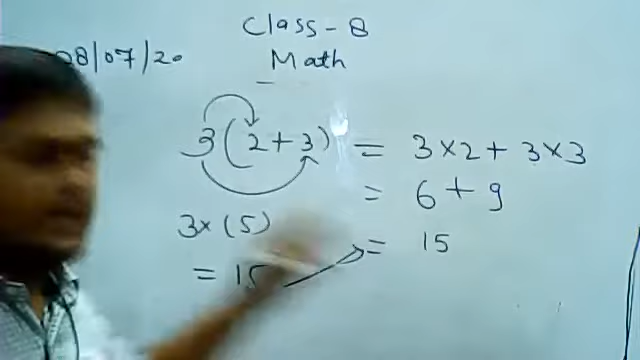 Class - 8
08/07/20
Math
3(2+3) = 3×2+3×3
= 6+9
3×(5)
= 15
= 15